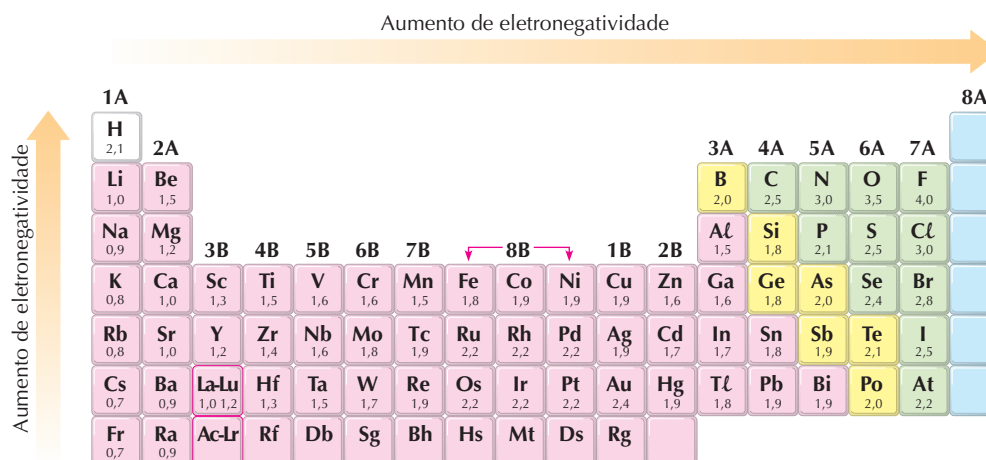 Aumento de eletronegatividade
Aumento de eletronegatividade
1A 8A
H
2,1
2A 3A 4A 5A 6A 7A
Li Be B C N O F
1,0 1,5 2,0 2,5 3,0 3,5 4,0
Na Mg Aℓ Si P S Cℓ
0,9 1,2 1,5 1,8 2,1 2,5 3,0
3B 4B 5B 6B 7B 8B 1B 2B
K Ca Sc Ti V Cr Mn Fe Co Ni Cu Zn Ga Ge As Se Br
0,8 1,0 1,3 1,5 1,6 1,6 1,5 1,8 1,9 1,9 1,9 1,6 1,6 1,8 2,0 2,4 2,8
Rb Sr Y Zr Nb Mo Tc Ru Rh Pd Ag Cd In Sn Sb Te I
0,8 1,0 1,2 1,4 1,6 1,8 1,9 2,2 2,2 2,2 1,9 1,7 1,7 1,8 1,9 2,1 2,5
Cs Ba La-Lu Hf Ta W Re Os Ir Pt Au Hg Tℓ Pb Bi Po At
0,7 0,9 1,0 1,2 1,3 1,5 1,7 1,9 2,2 2,2 2,2 2,4 1,9 1,8 1,9 1,9 2,0 2,2
Fr Ra Ac-Lr Rf Db Sg Bh Hs Mt Ds Rg
0,7 0,9